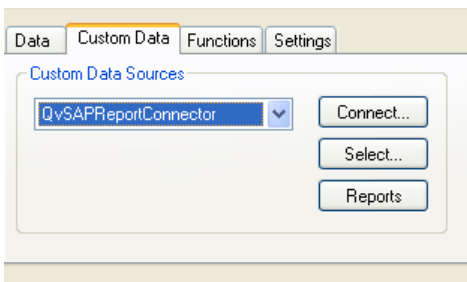 Data Custom Data Functions Settings
Custom Data Sources
QvSAPReportConnector Connect...
Select...
Reports